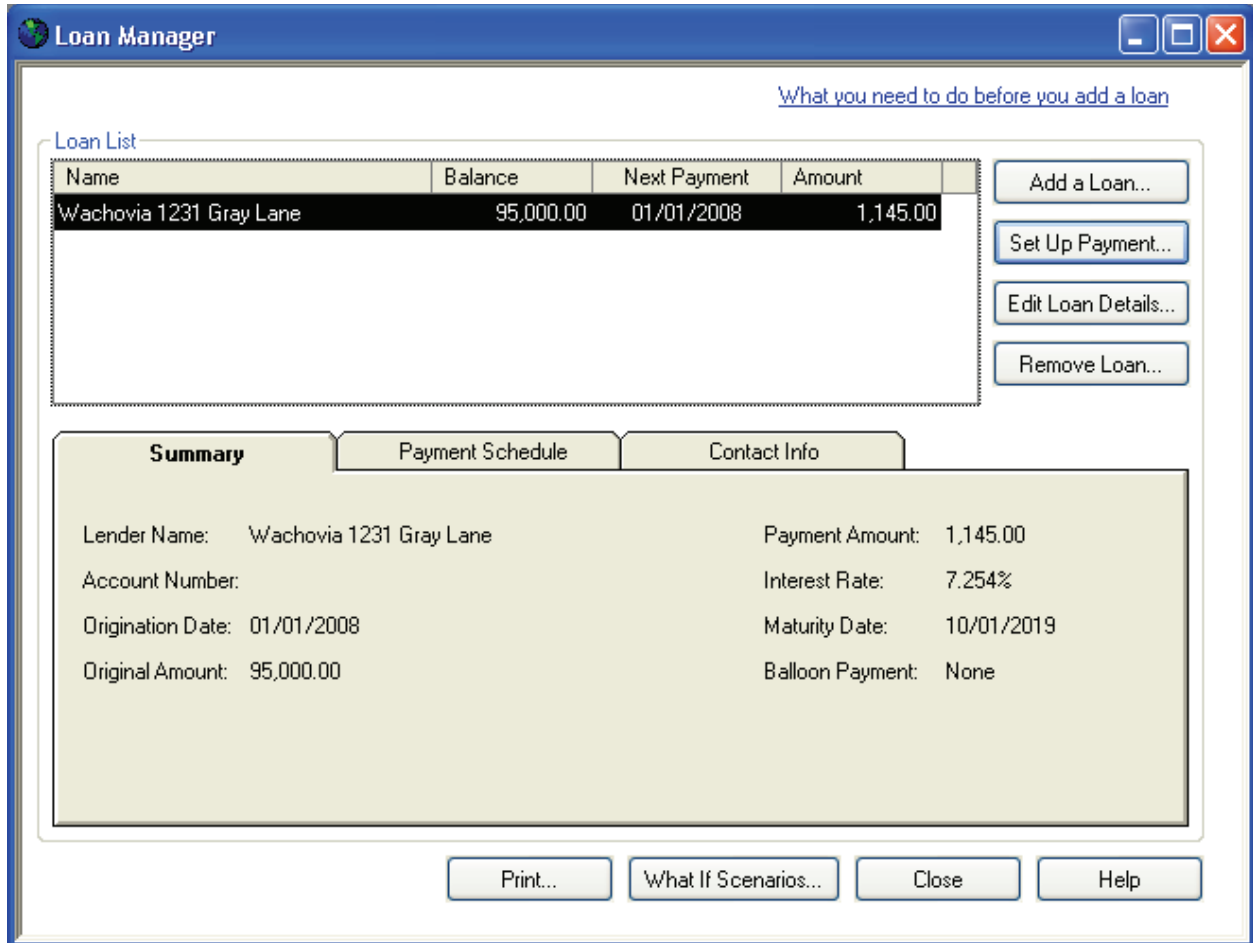 Loan Manager
What you need to do before you add a loan
Loan List
Name Balance Next Payment Amount
Wachovia 1231 Gray Lane 95,000.00 01/01/2008 1,145.00
Add a Loan...
Set Up Payment...
Edit Loan Details...
Remove Loan...
Summary Payment Schedule Contact Info
Lender Name: Wachovia 1231 Gray Lane Payment Amount: 1,145.00
Account Number: Interest Rate: 7.254%
Origination Date: 01/01/2008 Maturity Date: 10/01/2019
Original Amount: 95,000.00 Balloon Payment: None
Print... What If Scenarios... Close Help